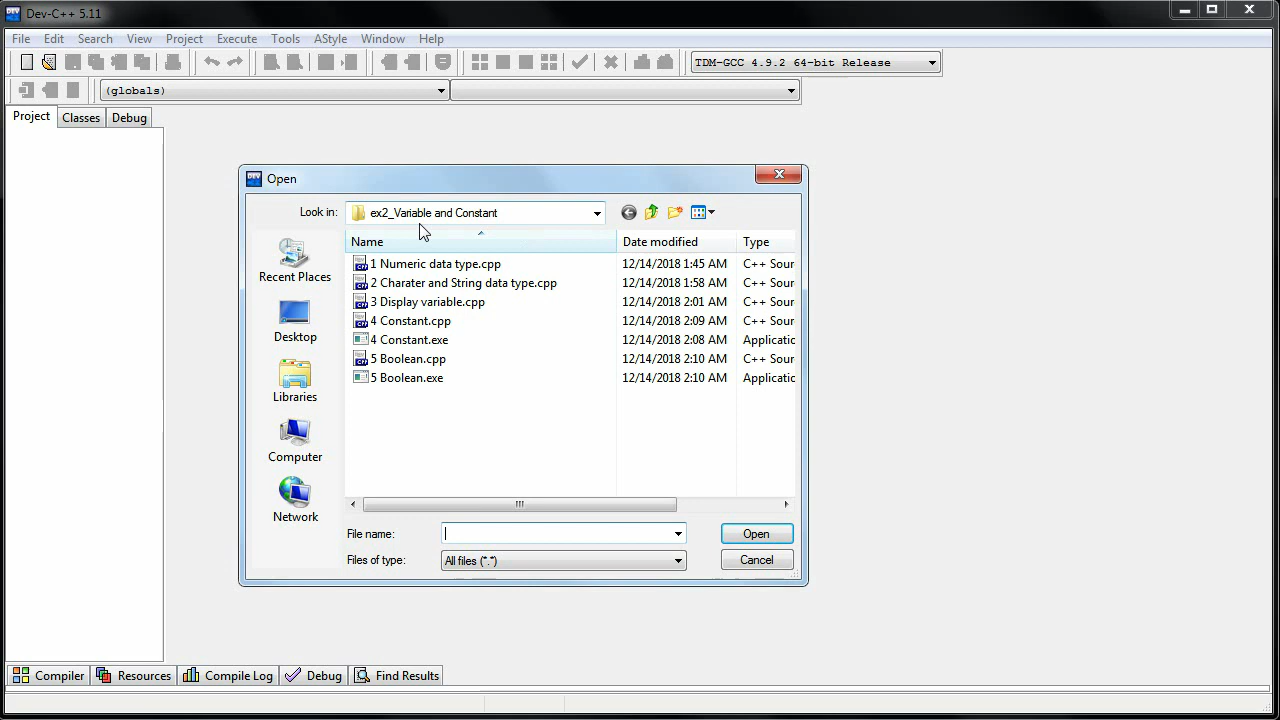 Dev-C++ 5.11
File Edit Search View Project Execute Tools AStyle Window Help
TDM-GCC 4.9.2 64-bit Release
(globals)
Project Classes Debug
Open
Look in: ex2_Variable and Constant
Name Date modified Type
1 Numeric data type.cpp 12/14/2018 1:45 AM C++ Sour
2 Charater and String data type.cpp 12/14/2018 1:58 AM C++ Sour
3 Display variable.cpp 12/14/2018 2:01 AM C++ Sour
4 Constant.cpp 12/14/2018 2:09 AM C++ Sour
4 Constant.exe 12/14/2018 2:08 AM Applicatic
5 Boolean.cpp 12/14/2018 2:10 AM C++ Sour
5 Boolean.exe 12/14/2018 2:10 AM Applicatic
Recent Places
Desktop
Libraries
Computer
Network
File name: Open
Files of type: All files (*.*) Cancel
Compiler Resources Compile Log Debug Find Results